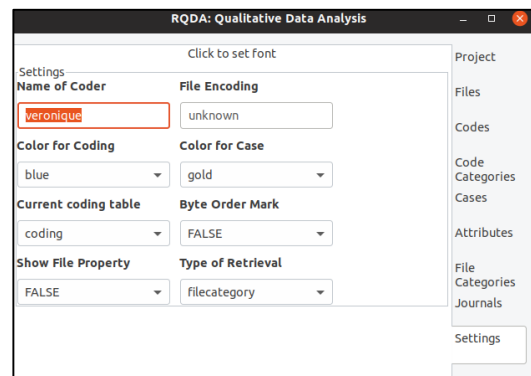 RQDA: Qualitative Data Analysis
Click to set font
Settings
Name of Coder
File Encoding
veronique
unknown
Color for Coding
Color for Case
blue
gold
Current coding table
Byte Order Mark
coding
FALSE
Show File Property
Type of Retrieval
FALSE
filecategory
Project
Files
Codes
Code
Categories
Cases
Attributes
File
Categories
Journals
Settings